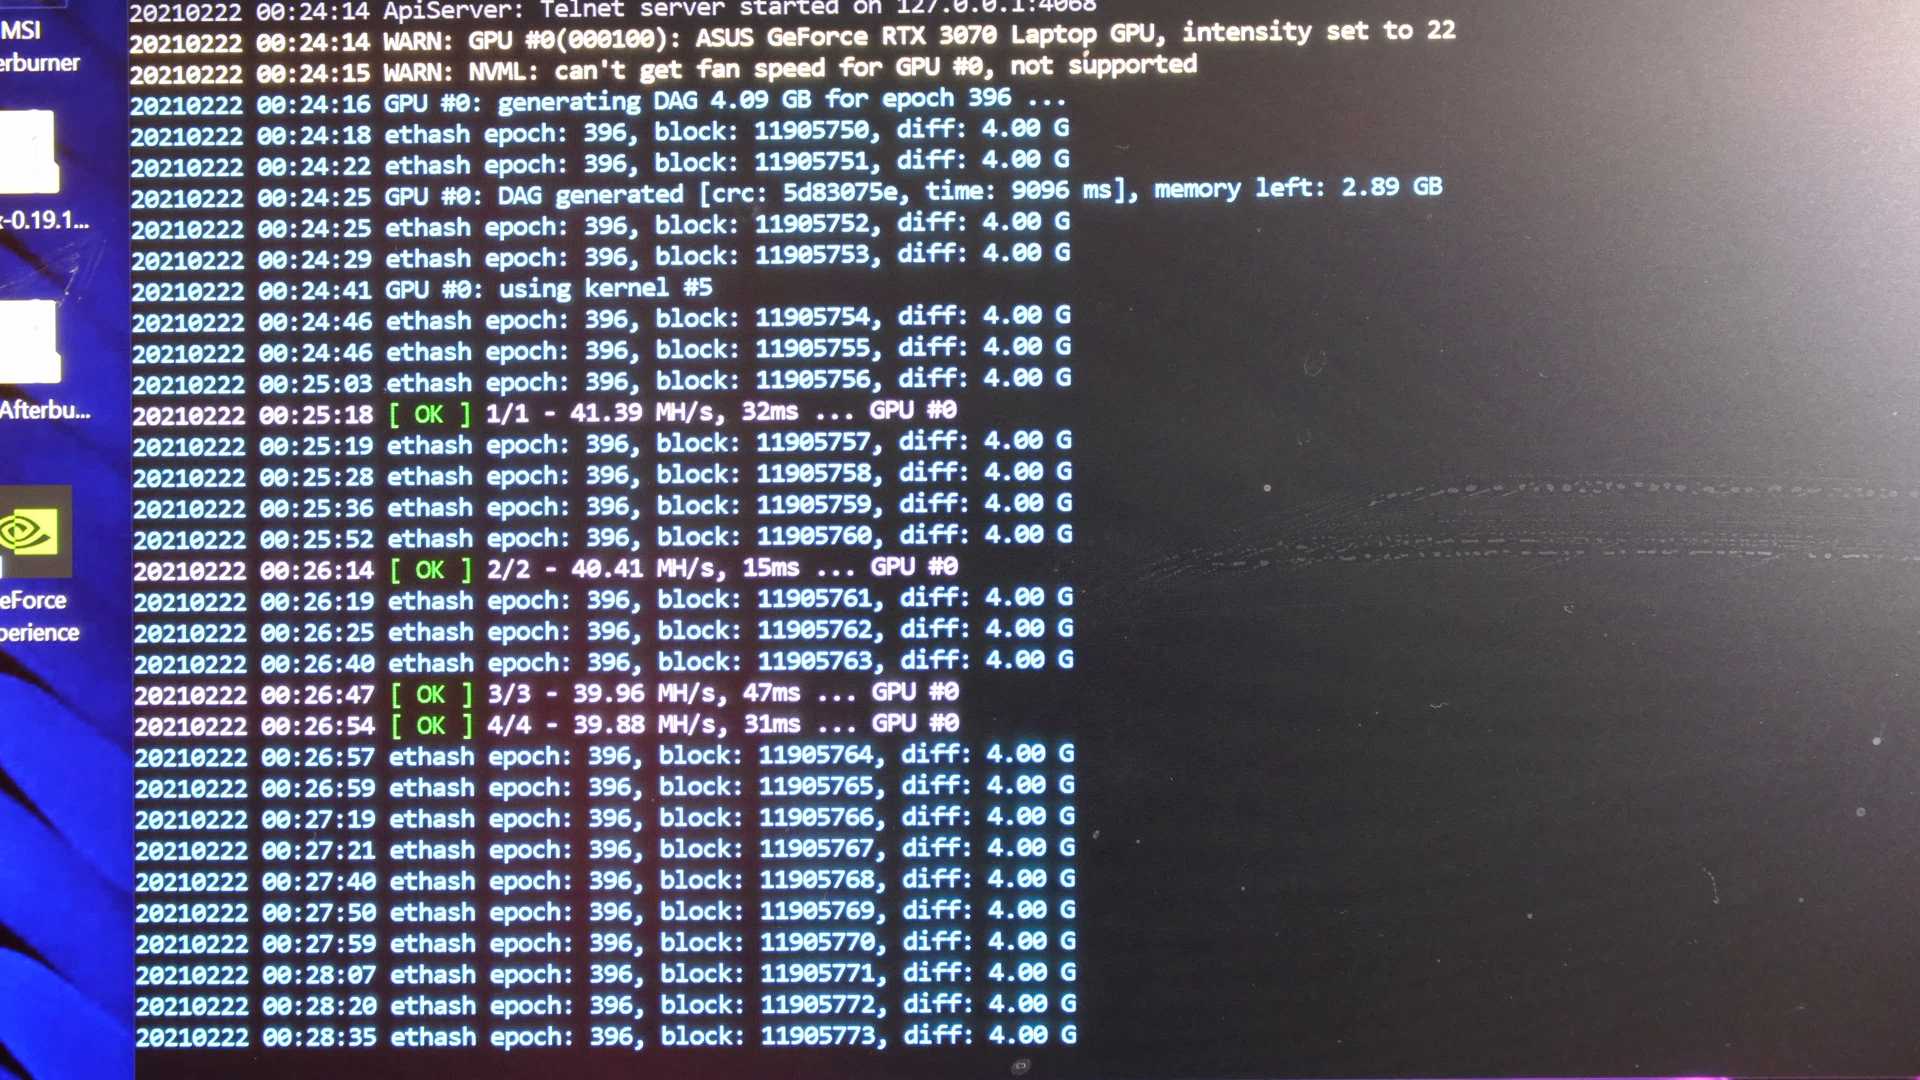 MSI
erburner
x-0.19.1...
Afterbu...
eForce
perience
20210222 00:24:14 ApiServer: Telnet server started on 127.0.0.1:4068
20210222 00:24:14 WARN: GPU #0(000100): ASUS GeForce RTX 3070 Laptop GPU, intensity set to 22
20210222 00:24:15 WARN: NVML: can't get fan speed for GPU #0, not supported
20210222 00:24:16 GPU #0: generating DAG 4.09 GB for epoch 396 ...
20210222 00:24:18 ethash epoch: 396, block: 11905750, diff: 4.00 G
20210222 00:24:22 ethash epoch: 396, block: 11905751, diff: 4.00 G
20210222 00:24:25 GPU #0: DAG generated [crc: 5d83075e, time: 9096 ms], memory left: 2.89 GB
20210222 00:24:25 ethash epoch: 396, block: 11905752, diff: 4.00 G
20210222 00:24:29 ethash epoch: 396, block: 11905753, diff: 4.00 G
20210222 00:24:41 GPU #0: using kernel #5
20210222 00:24:46 ethash epoch: 396, block: 11905754, diff: 4.00 G
20210222 00:24:46 ethash epoch: 396, block: 11905755, diff: 4.00 G
20210222 00:25:03 ethash epoch: 396, block: 11905756, diff: 4.00 G
20210222 00:25:18 [ OK ] 1/1 - 41.39 MH/s, 32ms ... GPU #0
20210222 00:25:19 ethash epoch: 396, block: 11905757, diff: 4.00 G
20210222 00:25:28 ethash epoch: 396, block: 11905758, diff: 4.00 G
20210222 00:25:36 ethash epoch: 396, block: 11905759, diff: 4.00 G
20210222 00:25:52 ethash epoch: 396, block: 11905760, diff: 4.00 G
20210222 00:26:14 [ OK ] 2/2 - 40.41 MH/s, 15ms ... GPU #0
20210222 00:26:19 ethash epoch: 396, block: 11905761, diff: 4.00 G
20210222 00:26:25 ethash epoch: 396, block: 11905762, diff: 4.00 G
20210222 00:26:40 ethash epoch: 396, block: 11905763, diff: 4.00 G
20210222 00:26:47 [ OK ] 3/3 - 39.96 MH/s, 47ms ... GPU #0
20210222 00:26:54 [ OK ] 4/4 - 39.88 MH/s, 31ms ... GPU #0
20210222 00:26:57 ethash epoch: 396, block: 11905764, diff: 4.00 G
20210222 00:26:59 ethash epoch: 396, block: 11905765, diff: 4.00 G
20210222 00:27:19 ethash epoch: 396, block: 11905766, diff: 4.00 G
20210222 00:27:21 ethash epoch: 396, block: 11905767, diff: 4.00 G
20210222 00:27:40 ethash epoch: 396, block: 11905768, diff: 4.00 G
20210222 00:27:50 ethash epoch: 396, block: 11905769, diff: 4.00 G
20210222 00:27:59 ethash epoch: 396, block: 11905770, diff: 4.00 G
20210222 00:28:07 ethash epoch: 396, block: 11905771, diff: 4.00 G
20210222 00:28:20 ethash epoch: 396, block: 11905772, diff: 4.00 G
20210222 00:28:35 ethash epoch: 396, block: 11905773, diff: 4.00 G